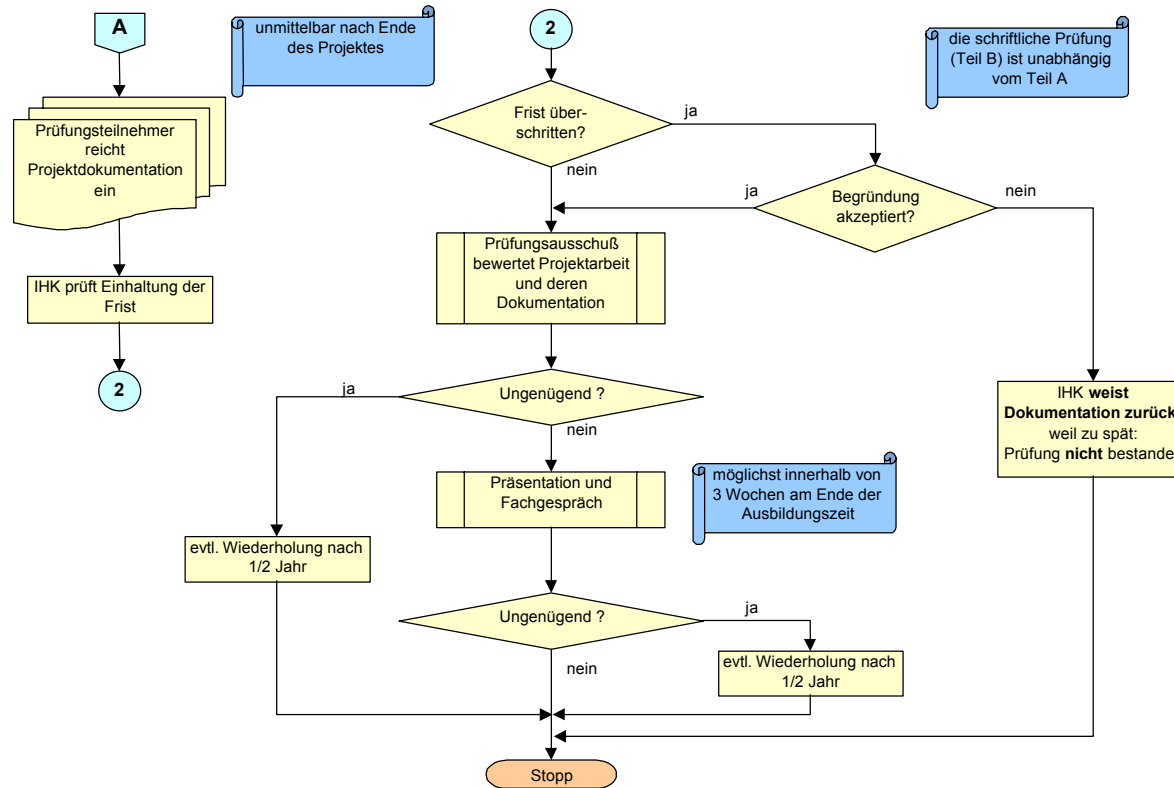 A
unmittelbar nach Ende
des Projektes
Prüfungsteilnehmer
reicht
Projektdokumentation
ein
IHK prüft Einhaltung der
Frist
2
2
die schriftliche Prüfung
(Teil B) ist unabhängig
vom Teil A
Frist über-
schritten?
ja
nein
Begründung
akzeptiert?
ja
nein
Prüfungsausschuß
bewertet Projektarbeit
und deren
Dokumentation
Ungenügend ?
ja
nein
IHK weist
Dokumentation zurück
weil zu spät:
Prüfung nicht bestande
Präsentation und
Fachgespräch
möglichst innerhalb von
3 Wochen am Ende der
Ausbildungszeit
evtl. Wiederholung nach
1/2 Jahr
Ungenügend ?
ja
nein
evtl. Wiederholung nach
1/2 Jahr
Stopp